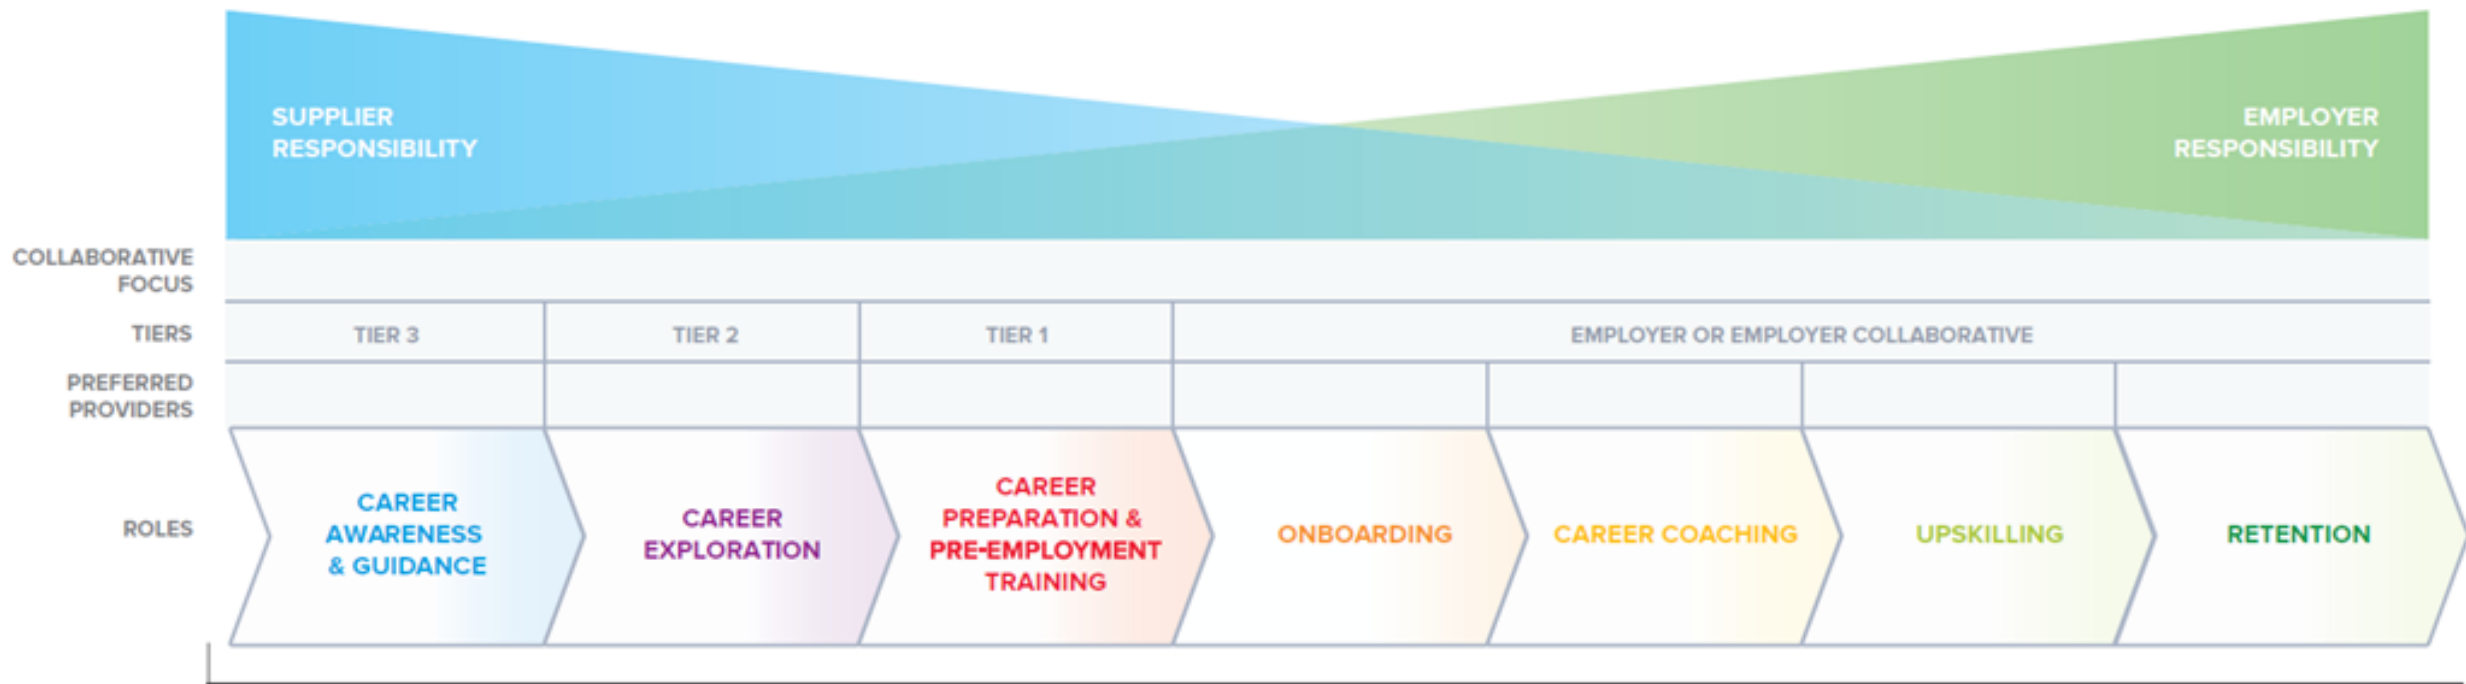 SUPPLIER
RESPONSIBILITY
EMPLOYER
RESPONSIBILITY
COLLABORATIVE
FOCUS
TIERS
TIER 3
TIER 2
TIER 1
EMPLOYER OR EMPLOYER COLLABORATIVE
PREFERRED
PROVIDERS
ROLES
CAREER
AWARENESS
& GUIDANCE
CAREER
EXPLORATION
CAREER
PREPARATION &
PRE-EMPLOYMENT
TRAINING
ONBOARDING
CAREER COACHING
UPSKILLING
RETENTION